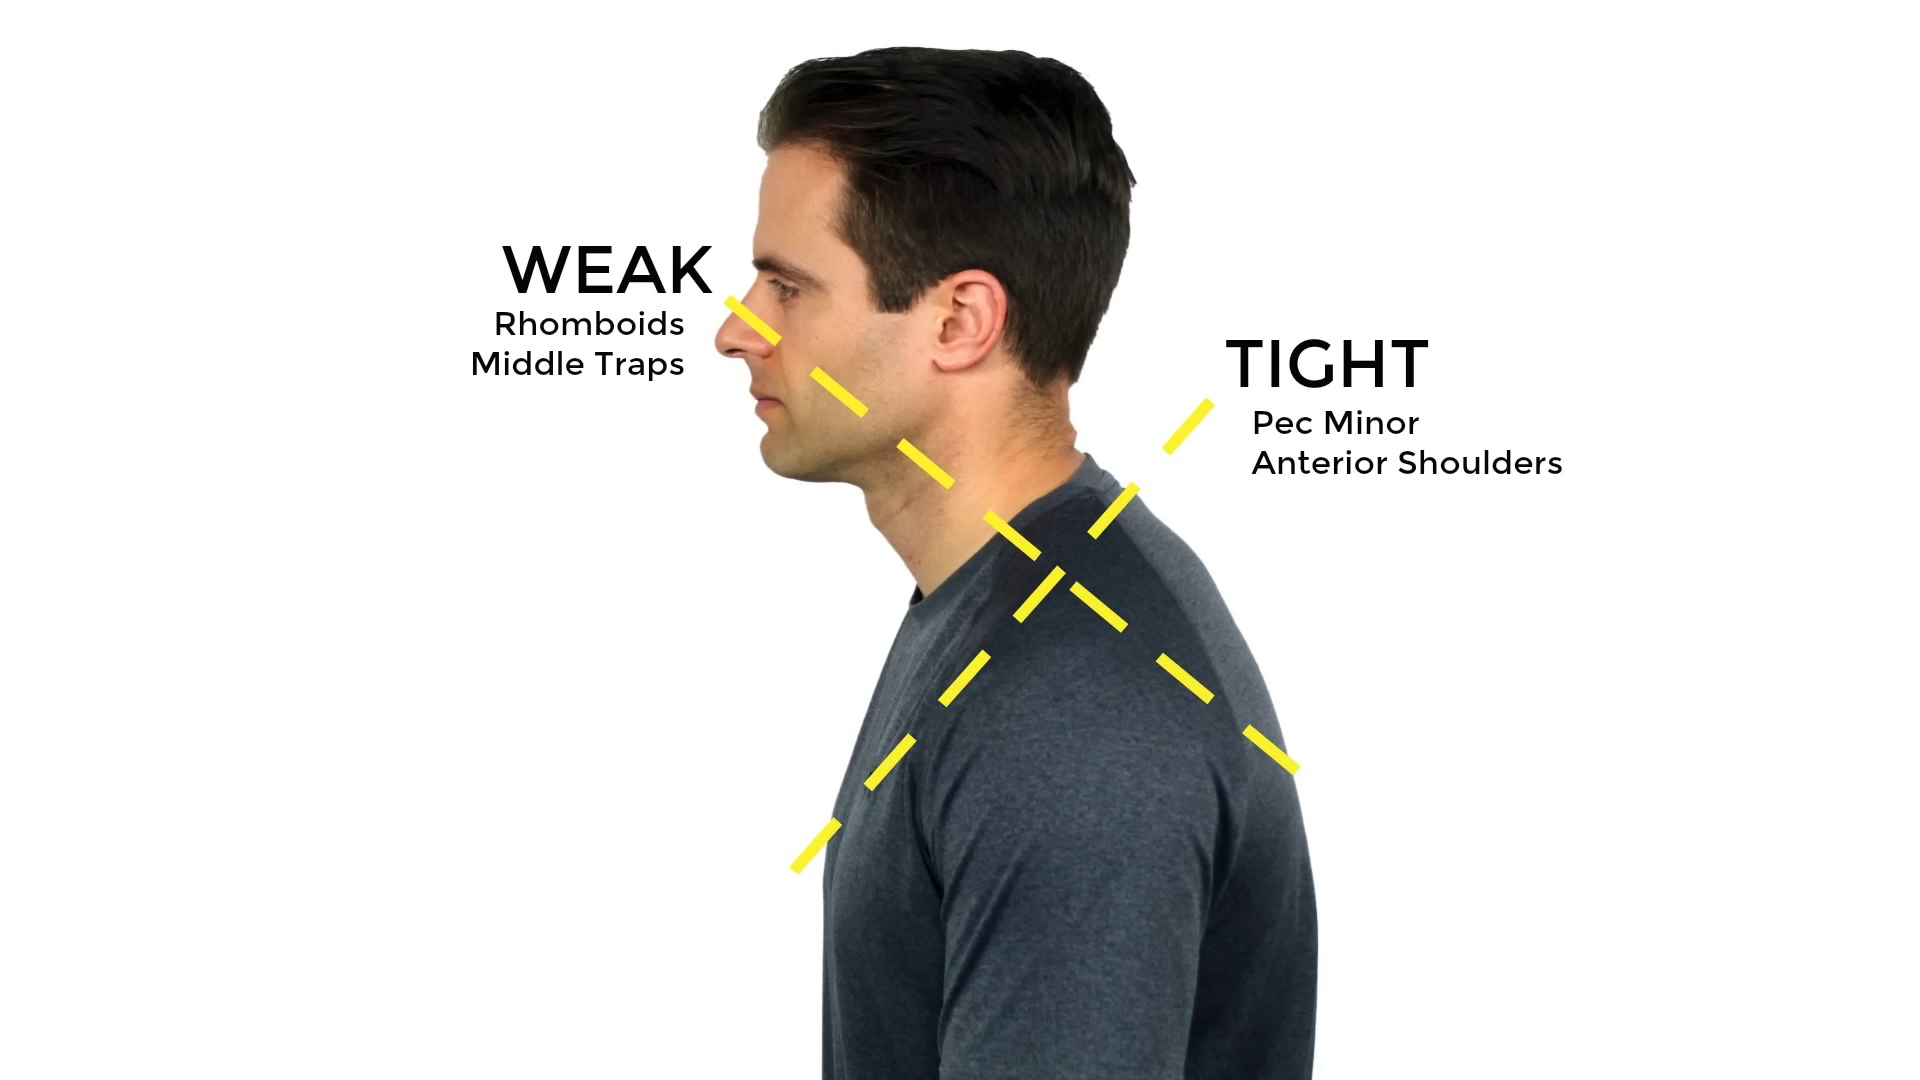 WEAK
Rhomboids
Middle Traps
TIGHT
Pec Minor
Anterior Shoulders